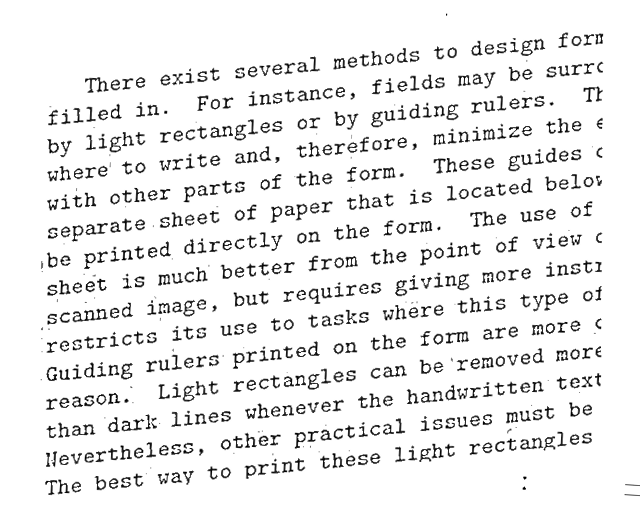 There exist several methods to design form
filled in. For instance, fields may be surro
by light rectangles or by guiding rulers. Th
where to write and, therefore, minimize the e
with other parts of the form. These guides c
separate sheet of paper that is located below
be printed directly on the form. The use of
sheet is much better from the point of view o
scanned image, but requires giving more instr
restricts its use to tasks where this type of
Guiding rulers printed on the form are more c
reason. Light rectangles can be removed more
than dark lines whenever the handwritten text
Nevertheless, other practical issues must be
The best way to print these light rectangles
: